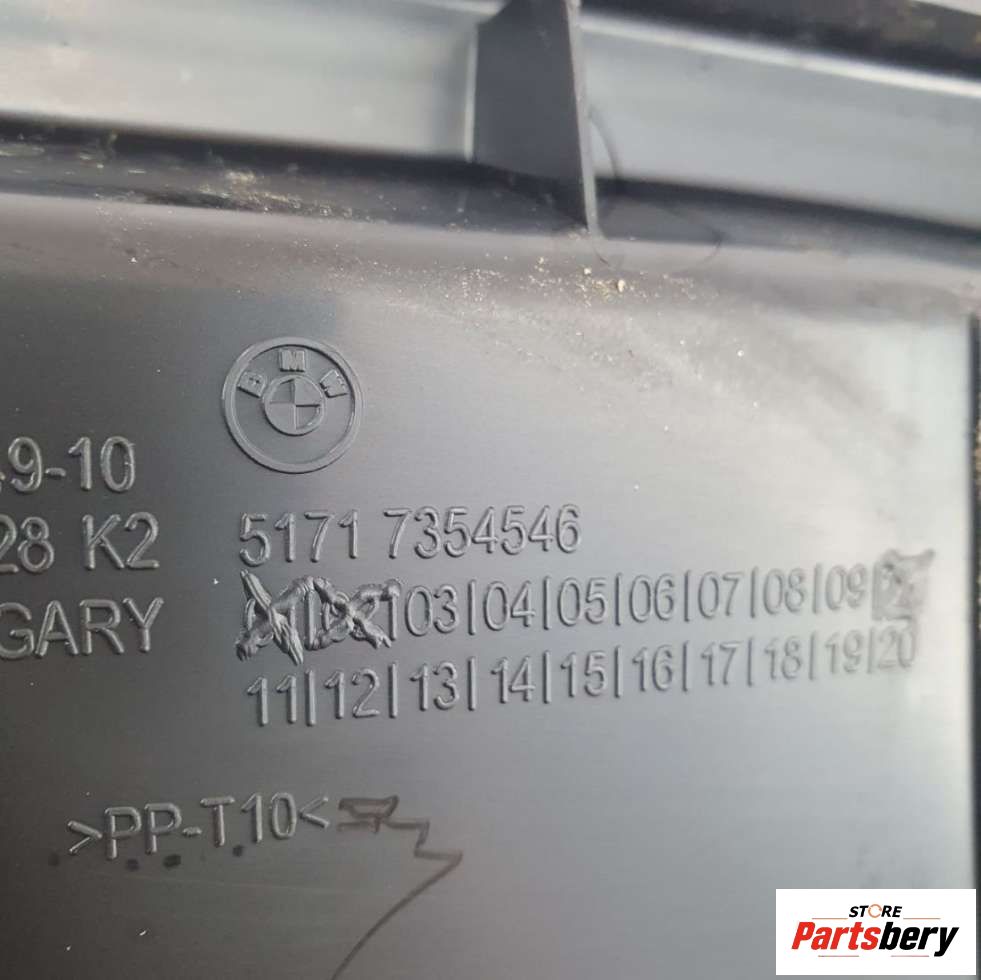 BMW
9-10
28 K2
5171 7354546
GARY
03|04|05|06|07|08|09|
11|12|13|14|15|16|17|18|19|20
>PP-T10<
STORE
Partsbery